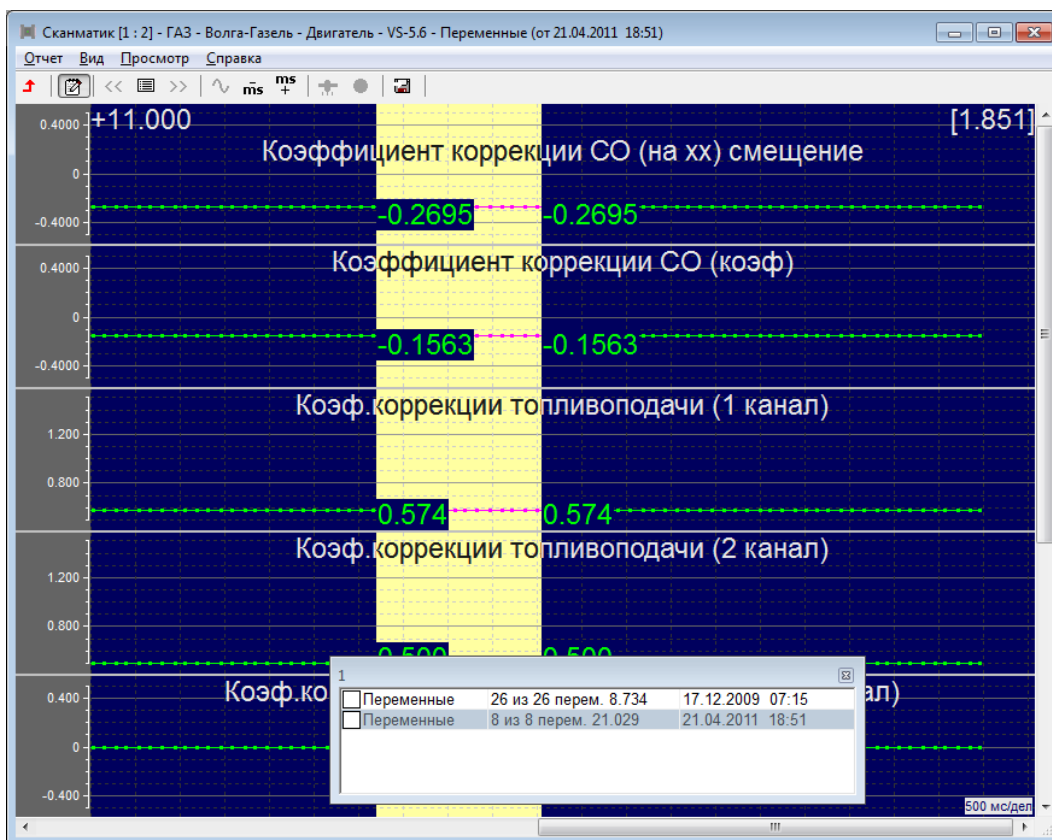 Сканматик [1 : 2] - ГАЗ - Волга-Газель - Двигатель - VS-5.6 - Переменные (от 21.04.2011 18:51)
Отчет Вид Просмотр Справка
<< >> ms ms
+11.000 [1.851]
Коэффициент коррекции СО (на хх) смещение
0.4000
0
-0.4000
-0.2695 -0.2695
Коэффициент коррекции СО (коэф)
0.4000
0
-0.4000
-0.1563 -0.1563
Коэф.коррекции топливоподачи (1 канал)
1.200
0.800
0.574 0.574
Коэф.коррекции топливоподачи (2 канал)
1.200
0.800
Коэф.ко ал)
0.400
0
-0.400
1
Переменные 26 из 26 перем. 8.734 17.12.2009 07:15
Переменные 8 из 8 перем. 21.029 21.04.2011 18:51
500 мс/дел